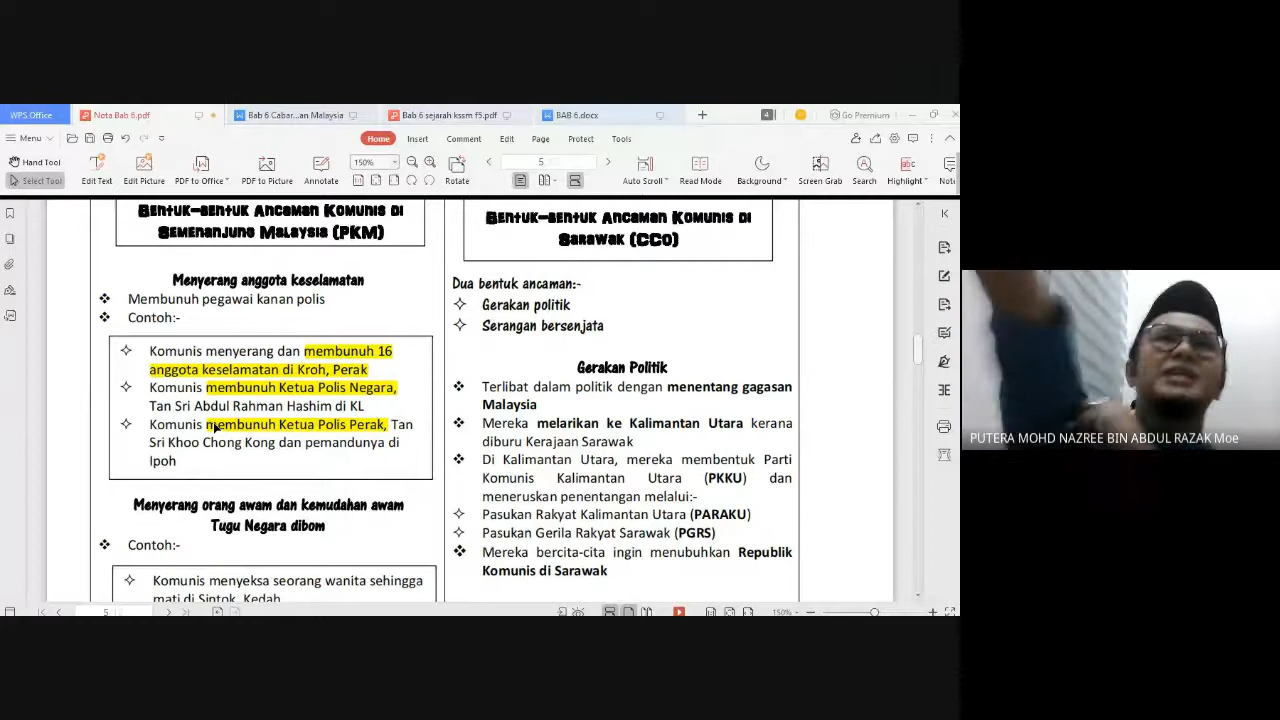 WPS Office
Nota Bab 6.pdf
Bab 6 Cabar...an Malaysia
Bab 6 sejarah kssm f5.pdf
BAB 6.docx
4
Go Premium
Menu
Home
Insert
Comment
Edit
Page
Protect
Tools
Hand Tool
Select Tool
Edit Text
Edit Picture
PDF to Office
PDF to Picture
Annotate
150%
Rotate
5
Auto Scroll
Read Mode
Background
Screen Grab
Search
Highlight
Bentuk-bentuk Ancaman Komunis di
Semenanjung Malaysia (PKM)
Menyerang anggota keselamatan
Membunuh pegawai kanan polis
Contoh:-
Komunis menyerang dan membunuh 16
anggota keselamatan di Kroh, Perak
Komunis membunuh Ketua Polis Negara,
Tan Sri Abdul Rahman Hashim di KL
Komunis membunuh Ketua Polis Perak, Tan
Sri Khoo Chong Kong dan pemandunya di
Ipoh
Menyerang orang awam dan kemudahan awam
Tugu Negara dibom
Contoh:-
Komunis menyeksa seorang wanita sehingga
mati di Sintok, Kedah
Bentuk-bentuk Ancaman Komunis di
Sarawak (CCO)
Dua bentuk ancaman:-
Gerakan politik
Serangan bersenjata
Gerakan Politik
Terlibat dalam politik dengan menentang gagasan
Malaysia
Mereka melarikan ke Kalimantan Utara kerana
diburu Kerajaan Sarawak
Di Kalimantan Utara, mereka membentuk Parti
Komunis Kalimantan Utara (PKKU) dan
meneruskan penentangan melalui:-
Pasukan Rakyat Kalimantan Utara (PARAKU)
Pasukan Gerila Rakyat Sarawak (PGRS)
Mereka bercita-cita ingin menubuhkan Republik
Komunis di Sarawak
150%
PUTERA MOHD NAZREE BIN ABDUL RAZAK Moe